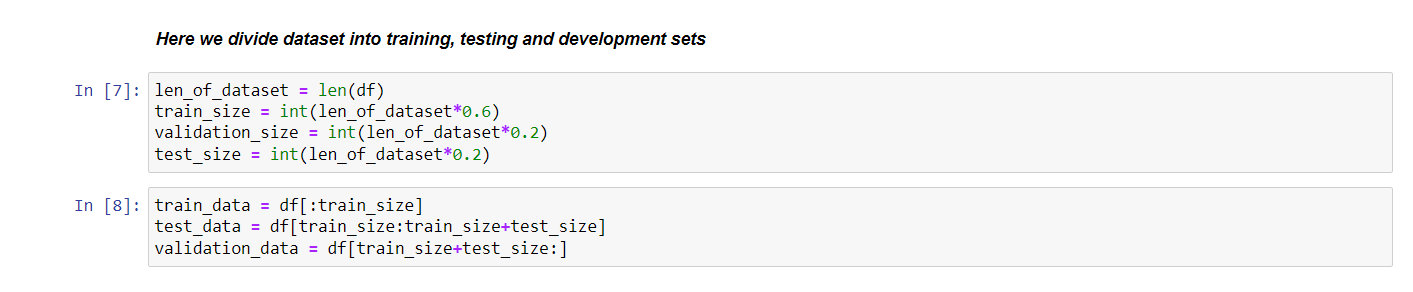 Here we divide dataset into training, testing and development sets
In [7]: len_of_dataset = len(df)
train_size = int(len_of_dataset*0.6)
validation_size = int(len_of_dataset*0.2)
test_size = int(len_of_dataset*0.2)
In [8]: train_data = df[:train_size]
test_data = df[train_size:train_size+test_size]
validation_data = df[train_size+test_size:]